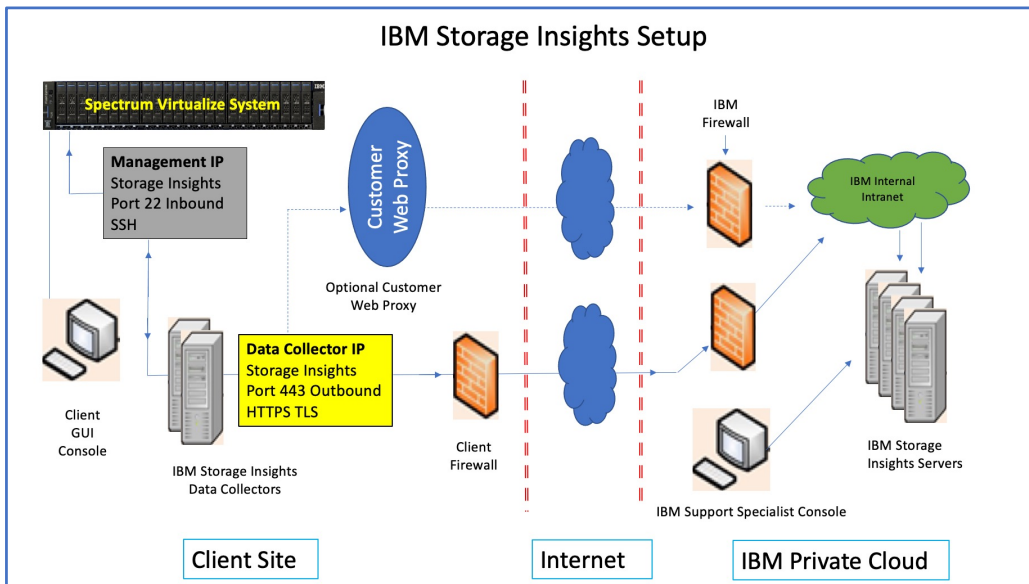 IBM Storage Insights Setup
IBM
Spectrum Virtualize System
Management IP
Storage Insights
Port 22 Inbound
SSH
Customer
Web Proxy
Optional Customer
Web Proxy
IBM
Firewall
IBM Internal
Intranet
Client
GUI
Console
IBM Storage Insights
Data Collectors
Data Collector IP
Storage Insights
Port 443 Outbound
HTTPS TLS
Client
Firewall
IBM Support Specialist Console
IBM Storage
Insights Servers
Client Site
Internet
IBM Private Cloud